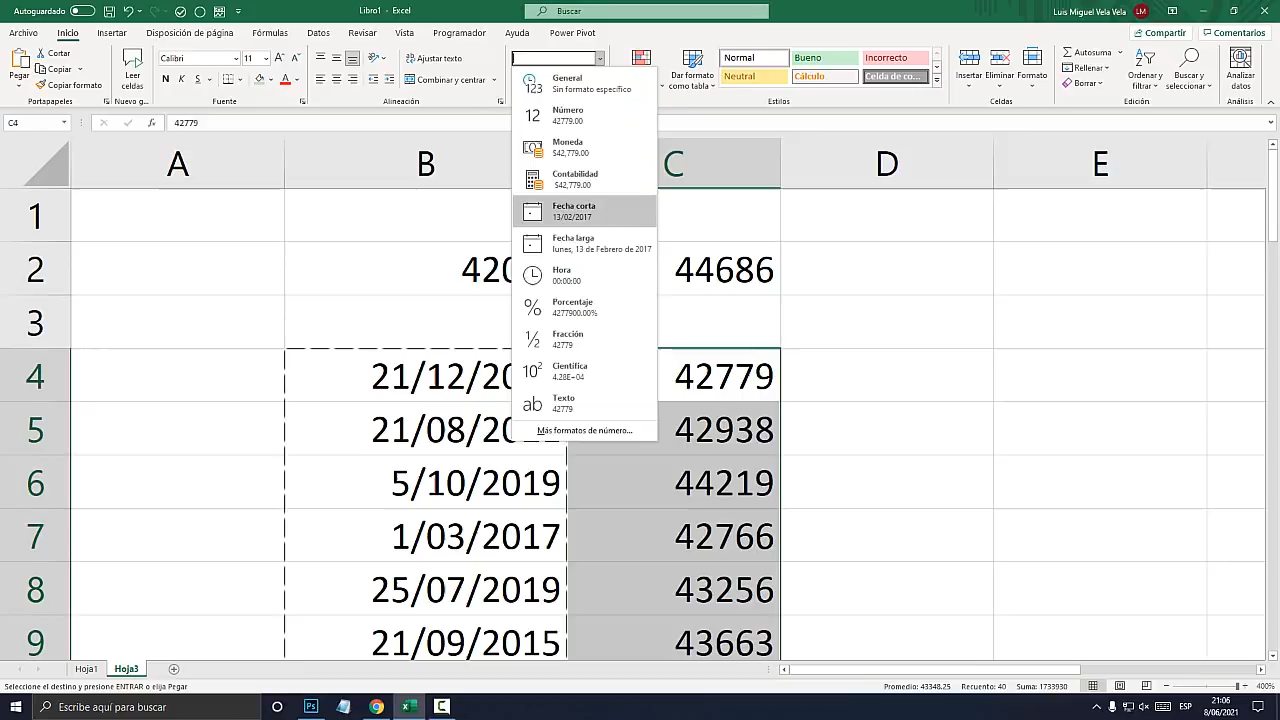 Autoguardado
Libro1 - Excel
Buscar
Luis Miguel Vela Vela
LM
Archivo
Inicio
Insertar
Disposición de página
Fórmulas
Datos
Revisar
Vista
Programador
Ayuda
Power Pivot
Compartir
Comentarios
Pegar
Cortar
Copiar
Copiar formato
Portapapeles
Leer celdas
Nuevo g...
Calibri
11
N K S
Fuente
Ajustar texto
Combinar y centrar
Alineación
Dar formato como tabla
Normal
Bueno
Incorrecto
Neutral
Cálculo
Celda de co...
Estilos
Insertar
Eliminar
Formato
Celdas
Autosuma
Rellenar
Borrar
Ordenar y filtrar
Buscar y seleccionar
Edición
Analizar datos
Análisis
C4
42779
General
Sin formato específico
Número
42779.00
Moneda
$42,779.00
Contabilidad
$42,779.00
Fecha corta
13/02/2017
Fecha larga
lunes, 13 de Febrero de 2017
Hora
00:00:00
Porcentaje
4277900.00%
Fracción
42779
Científica
4.28E+04
Texto
42779
Más formatos de número...
A B C D E
1
2 420 44686
3
4 21/12/20 42779
5 21/08/2 42938
6 5/10/2019 44219
7 1/03/2017 42766
8 25/07/2019 43256
9 21/09/2015 43663
Hoja1
Hoja3
Seleccione el destino y presione ENTRAR o elija Pegar
Promedio: 43348.25
Recuento: 40
Suma: 1733930
400%
Escribe aquí para buscar
ESP
21:06
8/06/2021